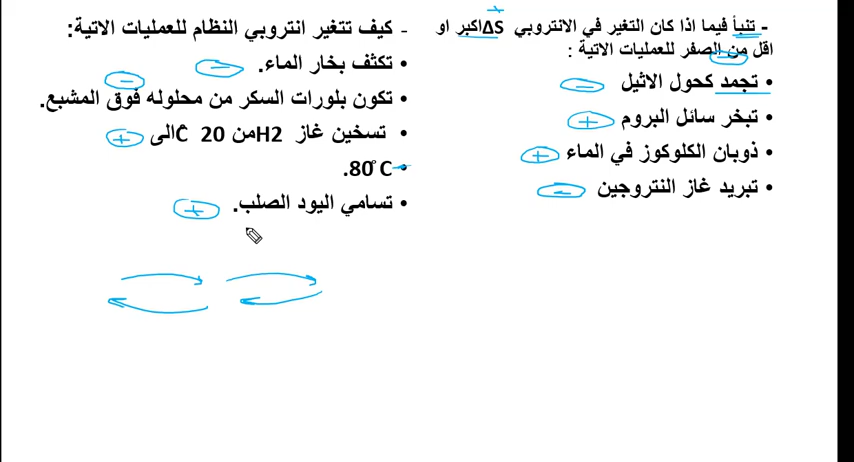 - تنبأ فيما اذا كان التغير في الانتروبي ΔS اكبر او
اقل من الصفر للعمليات الاتية :
• تجمد كحول الاثيل −
• تبخر سائل البروم +
• ذوبان الكلوكوز في الماء +
• تبريد غاز النتروجين −
- كيف تتغير انتروبي النظام للعمليات الاتية:
• تكثف بخار الماء. −
• تكون بلورات السكر من محلوله فوق المشبع. −
• تسخين غاز H2 من 20 C̊ الى +
• 80̊ C.
• تسامي اليود الصلب. +